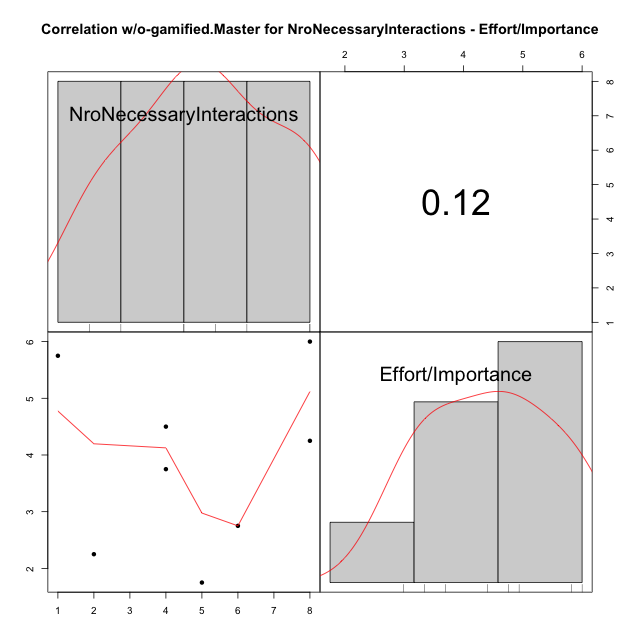 Correlation w/o-gamified.Master for NroNecessaryInteractions - Effort/Importance
2 3 4 5 6
NroNecessaryInteractions
0.12
8
7
6
5
4
3
2
1
6
5
4
3
2
Effort/Importance
1 2 3 4 5 6 7 8